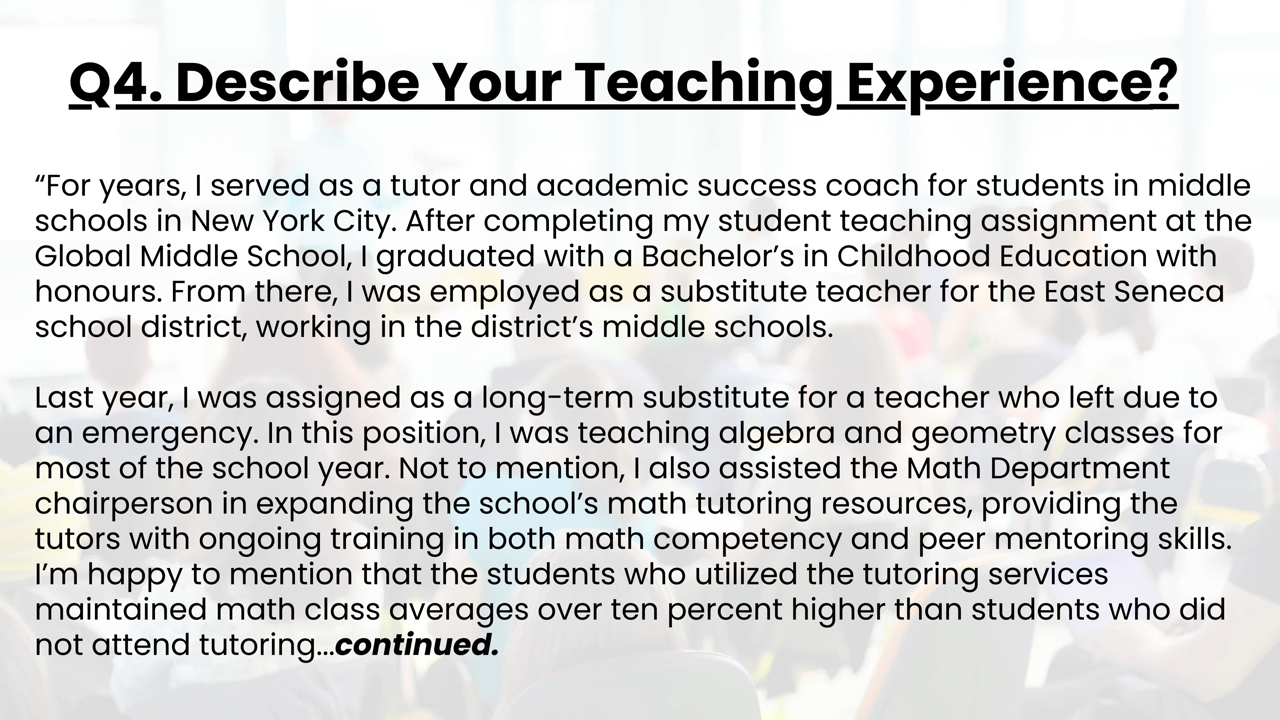 Q4. Describe Your Teaching Experience?
“For years, I served as a tutor and academic success coach for students in middle
schools in New York City. After completing my student teaching assignment at the
Global Middle School, I graduated with a Bachelor’s in Childhood Education with
honours. From there, I was employed as a substitute teacher for the East Seneca
school district, working in the district’s middle schools.
Last year, I was assigned as a long-term substitute for a teacher who left due to
an emergency. In this position, I was teaching algebra and geometry classes for
most of the school year. Not to mention, I also assisted the Math Department
chairperson in expanding the school’s math tutoring resources, providing the
tutors with ongoing training in both math competency and peer mentoring skills.
I’m happy to mention that the students who utilized the tutoring services
maintained math class averages over ten percent higher than students who did
not attend tutoring...continued.